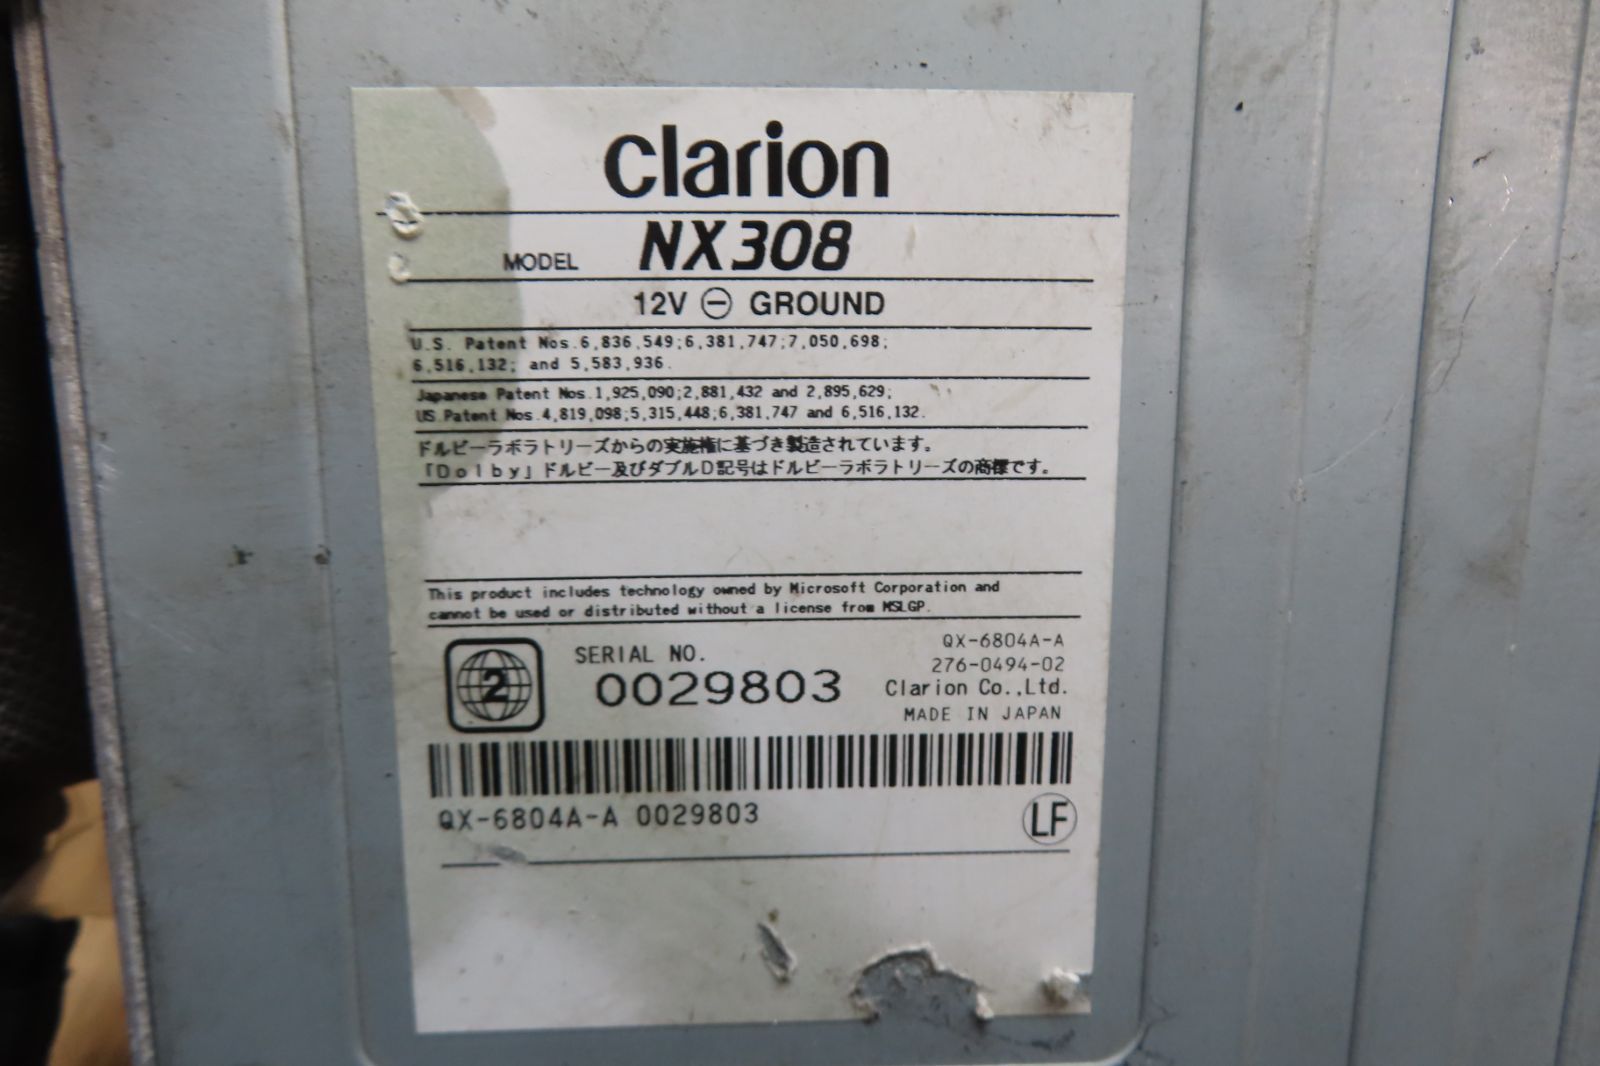 clarion
MODEL NX308
12V ⊖ GROUND
U.S. Patent Nos.6,836,549;6,381,747;7,050,698;
6,516,132; and 5,583,936.
Japanese Patent Nos.1,925,090;2,881,432 and 2,895,629;
US Patent Nos.4,819,098;5,315,448;6,381,747 and 6,516,132.
ドルビーラボラトリーズからの実施権に基づき製造されています。
「Dolby」ドルビー及びダブルD記号はドルビーラボラトリーズの商標です。
This product includes technology owned by Microsoft Corporation and
cannot be used or distributed without a license from MSLGP.
2
SERIAL NO.
0029803
QX-6804A-A
276-0494-02
Clarion Co.,Ltd.
MADE IN JAPAN
QX-6804A-A 0029803
LF